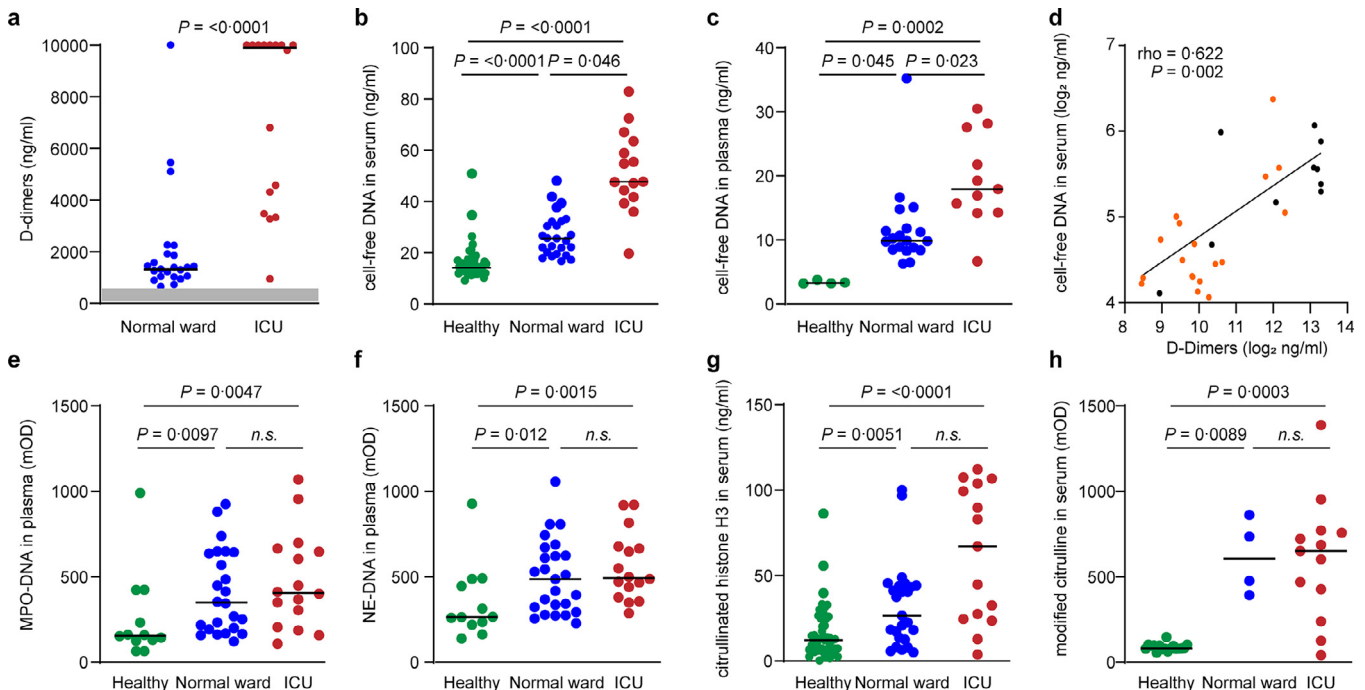 a
P = <0·0001
D-dimers (ng/ml)
10000
8000
6000
4000
2000
0
Normal ward ICU
b
P = <0·0001
P = <0·0001 P = 0·046
cell-free DNA in serum (ng/ml)
100
80
60
40
20
0
Healthy Normal ward ICU
c
P = 0·0002
P = 0·045 P = 0·023
cell-free DNA in plasma (ng/ml)
40
30
20
10
0
Healthy Normal ward ICU
d
rho = 0·622
P = 0·002
cell-free DNA in serum (log₂ ng/ml)
7
6
5
4
8 9 10 11 12 13 14
D-Dimers (log₂ ng/ml)
e
P = 0·0047
P = 0·0097 n.s.
MPO-DNA in plasma (mOD)
1500
1000
500
0
Healthy Normal ward ICU
f
P = 0·0015
P = 0·012 n.s.
NE-DNA in plasma (mOD)
1500
1000
500
0
Healthy Normal ward ICU
g
P = <0·0001
P = 0·0051 n.s.
citrullinated histone H3 in serum (ng/ml)
150
100
50
0
Healthy Normal ward ICU
h
P = 0·0003
P = 0·0089 n.s.
modified citrulline in serum (mOD)
1500
1000
500
0
Healthy Normal ward ICU